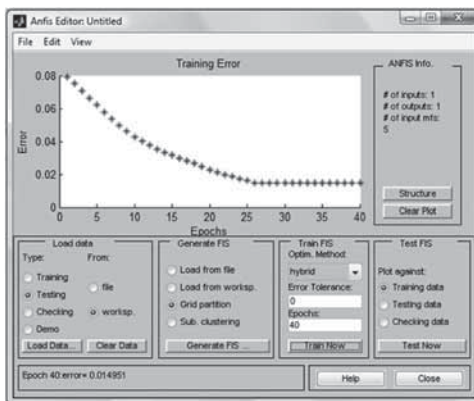 Anfis Editor: Untitled
File Edit View
Training Error
0.08
0.06
0.04
0.02
0
Error
0 5 10 15 20 25 30 35 40
Epochs
ANFIS Info.
# of inputs: 1
# of outputs: 1
# of input mfs:
5
Structure
Clear Plot
Load data
Type: From:
Training
Testing
Checking
Demo
file
worksp.
Load Data... Clear Data
Generate FIS
Load from file
Load from worksp.
Grid partition
Sub. clustering
Generate FIS ...
Train FIS
Optim. Method:
hybrid
Error Tolerance:
0
Epochs:
40
Train Now
Test FIS
Plot against:
Training data
Testing data
Checking data
Test Now
Epoch 40:error= 0.014951
Help Close